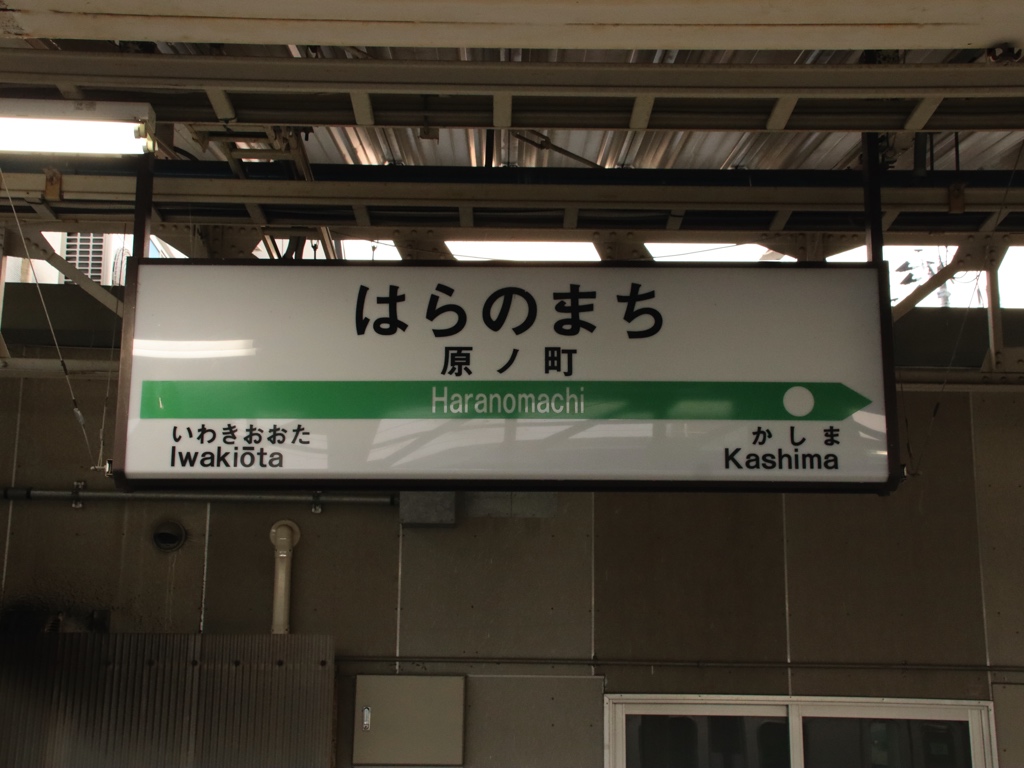 はらのまち
原ノ町
Haranomachi
いわきおおた かしま
Iwakiōta Kashima